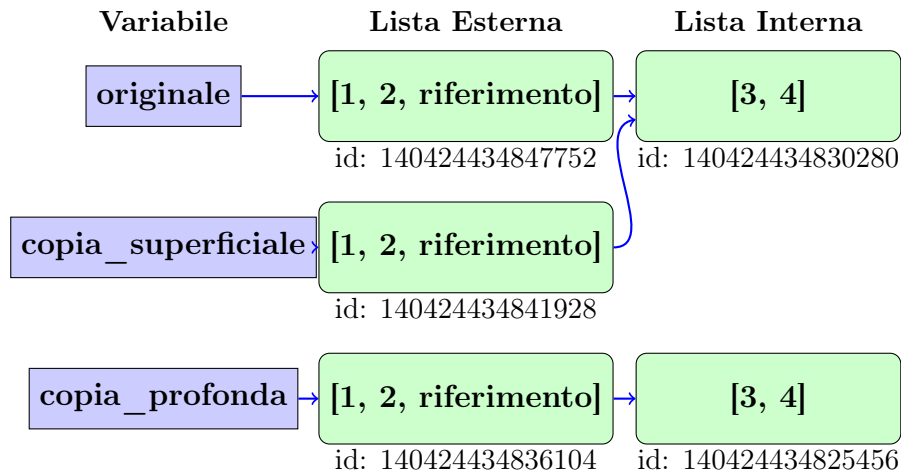 Variabile Lista Esterna Lista Interna
originale [1, 2, riferimento] [3, 4]
id: 140424434847752 id: 140424434830280
copia_superficiale [1, 2, riferimento]
id: 140424434841928
copia_profonda [1, 2, riferimento] [3, 4]
id: 140424434836104 id: 140424434825456